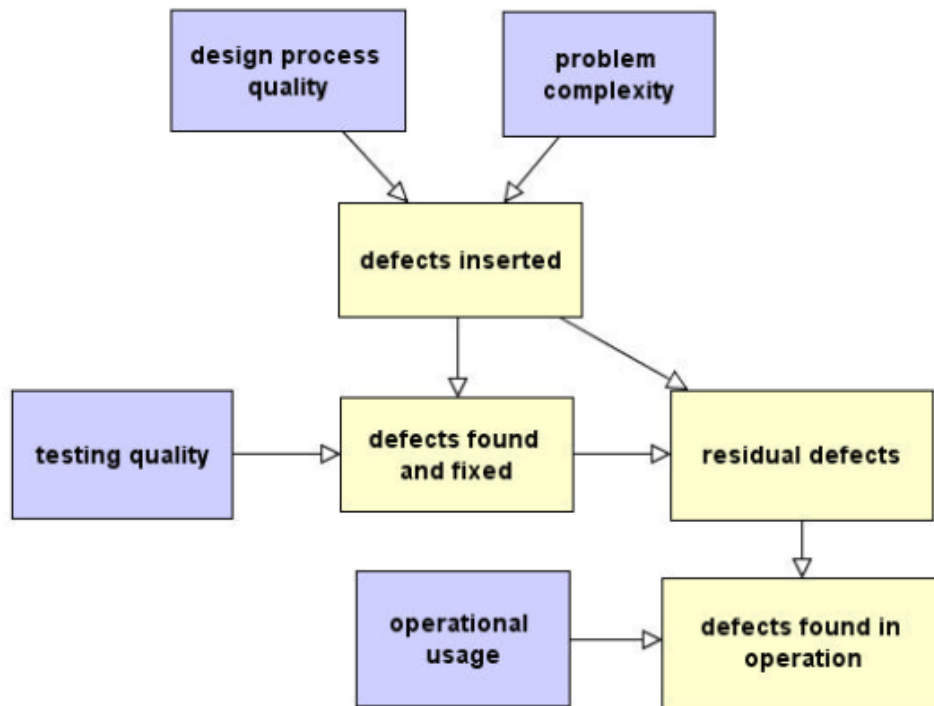 design process
quality
problem
complexity
defects inserted
testing quality
defects found
and fixed
residual defects
operational
usage
defects found in
operation